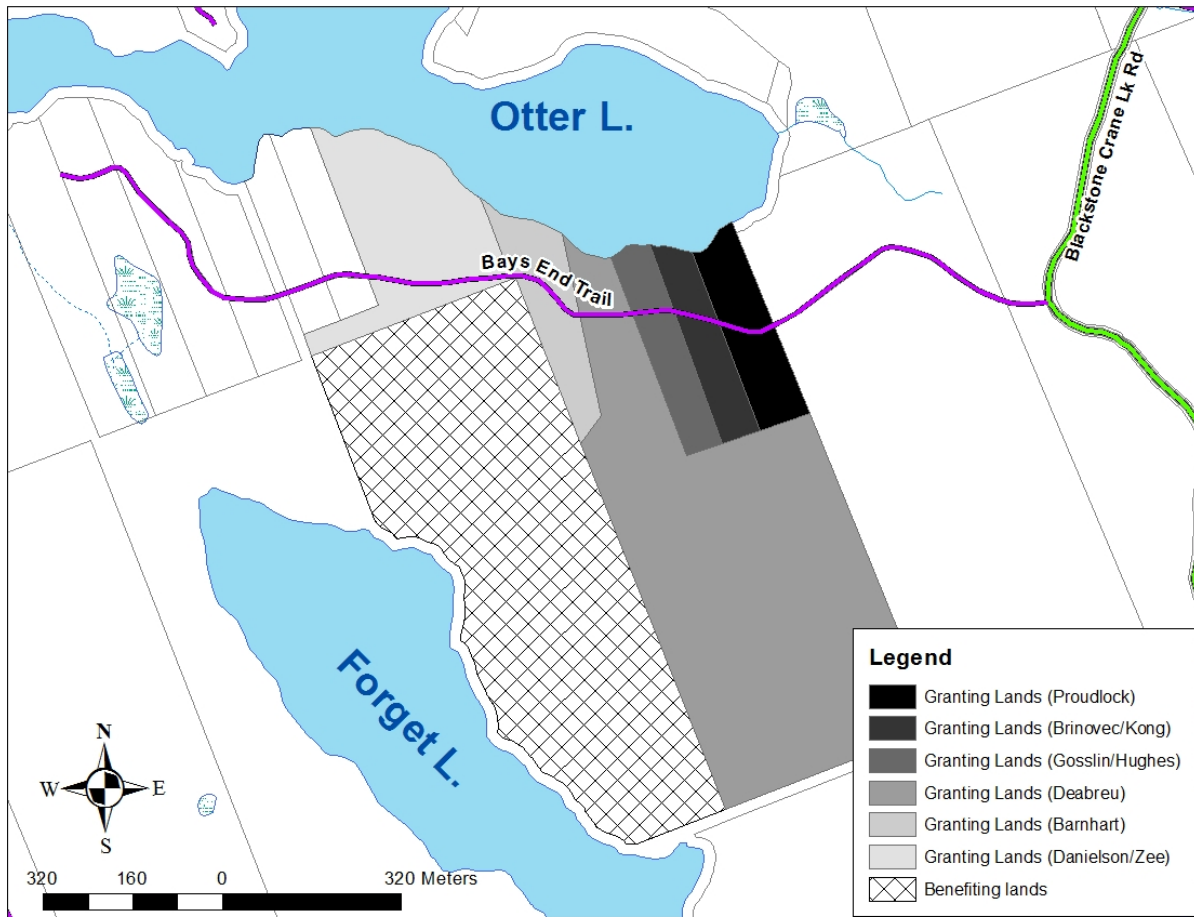 Otter L.
Blackstone Crane Lk Rd
Bays End Trail
Forget L.
N
W
E
S
320 160 0 320 Meters
Legend
Granting Lands (Proudlock)
Granting Lands (Brinovec/Kong)
Granting Lands (Gosslin/Hughes)
Granting Lands (Deabreu)
Granting Lands (Barnhart)
Granting Lands (Danielson/Zee)
Benefiting lands